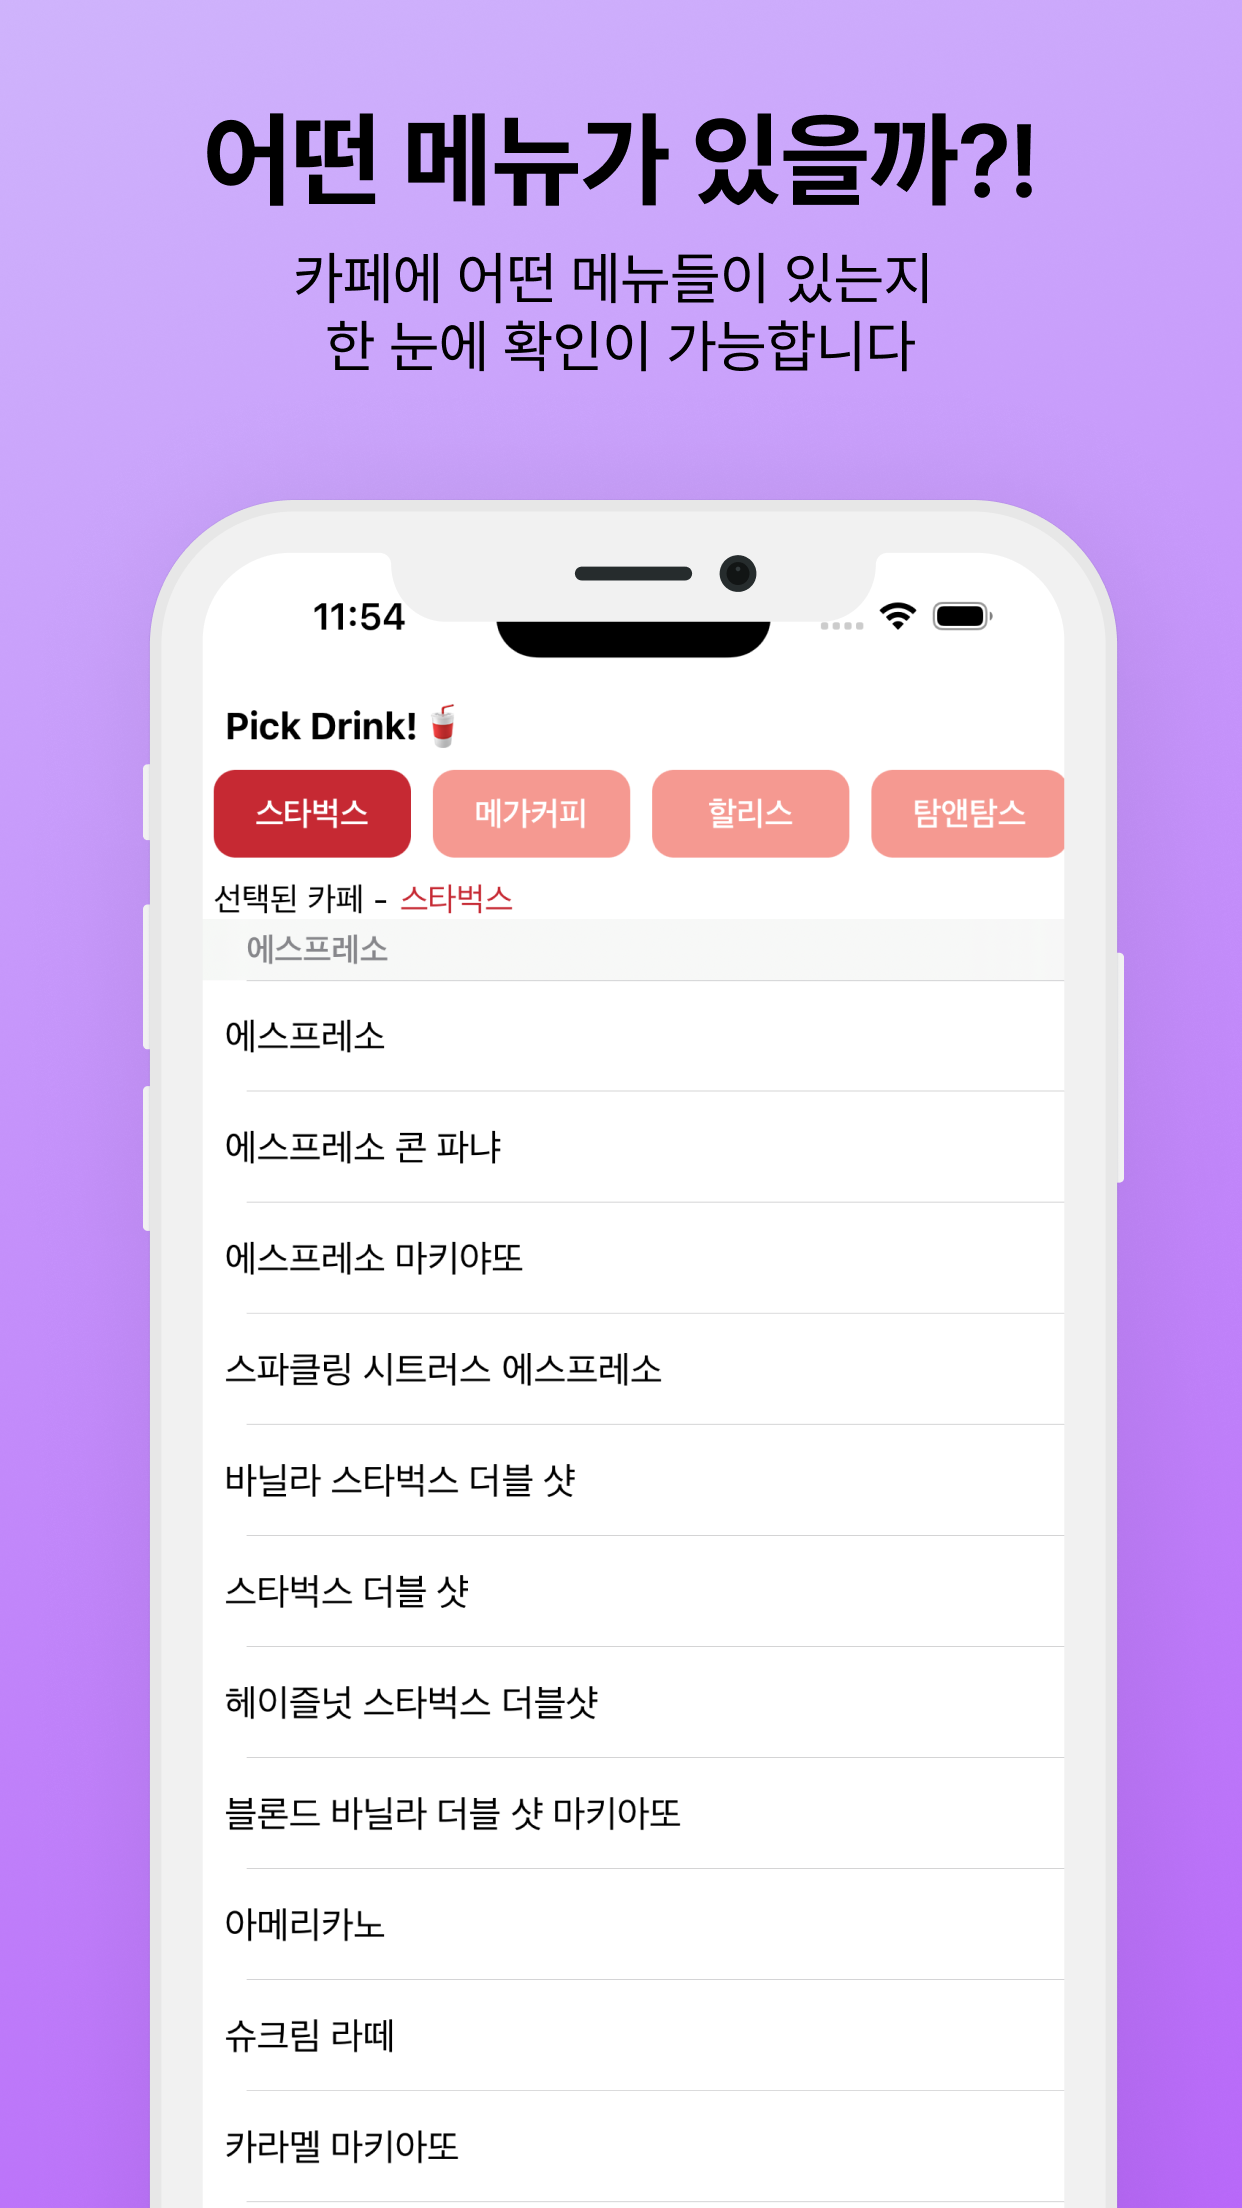 어떤 메뉴가 있을까?!
카페에 어떤 메뉴들이 있는지
한 눈에 확인이 가능합니다
11:54
Pick Drink!🥤
스타벅스 메가커피 할리스 탐앤탐스
선택된 카페 - 스타벅스
에스프레소
에스프레소
에스프레소 콘 파냐
에스프레소 마키야또
스파클링 시트러스 에스프레소
바닐라 스타벅스 더블 샷
스타벅스 더블 샷
헤이즐넛 스타벅스 더블샷
블론드 바닐라 더블 샷 마키아또
아메리카노
슈크림 라떼
카라멜 마키아또